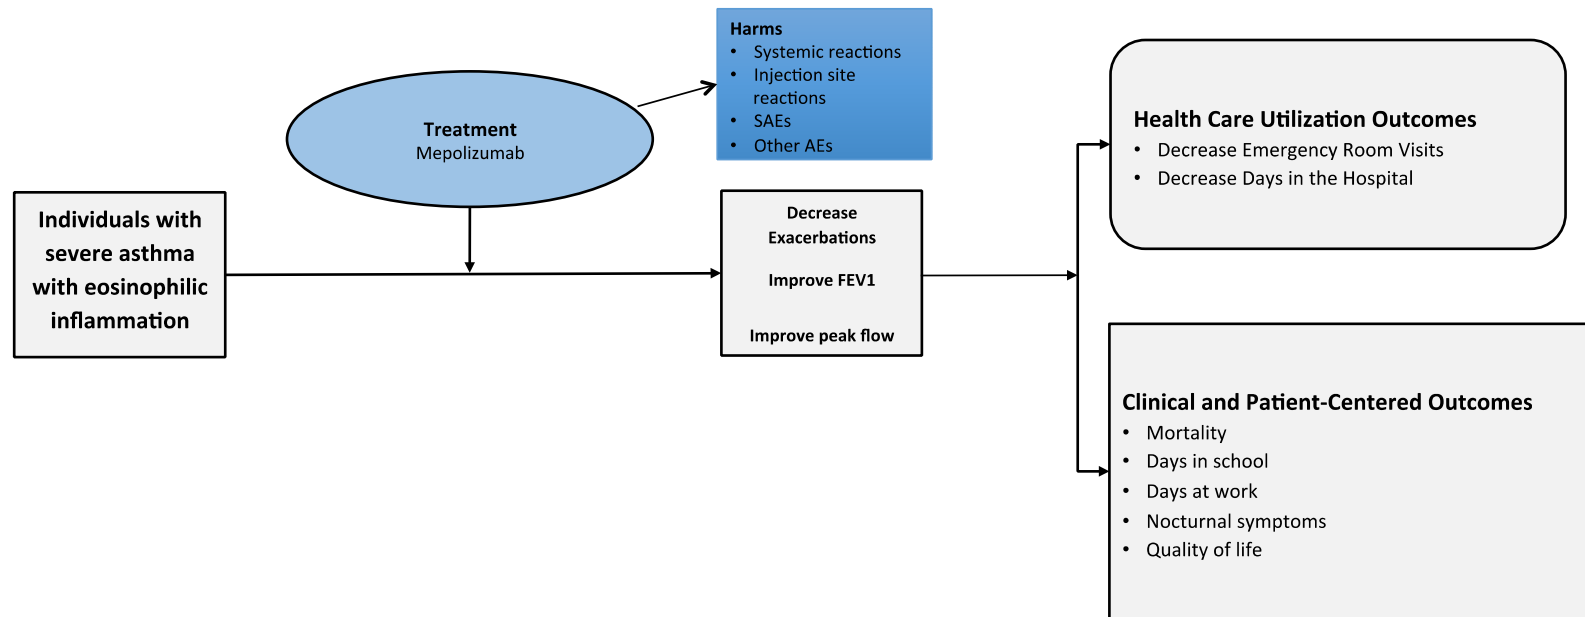 Individuals with
severe asthma
with eosinophilic
inflammation
Treatment
Mepolizumab
Harms
• Systemic reactions
• Injection site
reactions
• SAEs
• Other AEs
Decrease
Exacerbations
Improve FEV1
Improve peak flow
Health Care Utilization Outcomes
• Decrease Emergency Room Visits
• Decrease Days in the Hospital
Clinical and Patient-Centered Outcomes
• Mortality
• Days in school
• Days at work
• Nocturnal symptoms
• Quality of life